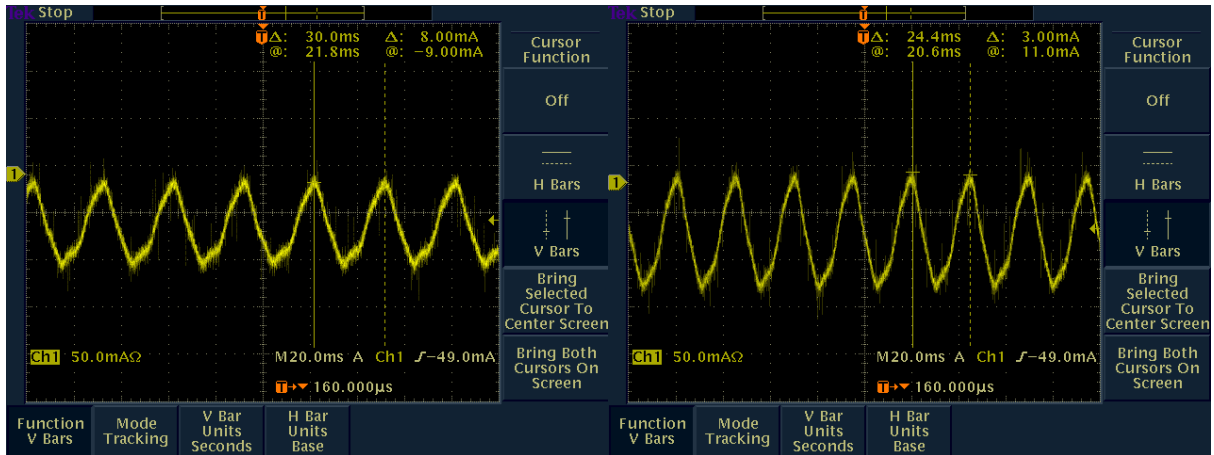 Tek Stop
T
T Δ: 30.0ms Δ: 8.00mA
@: 21.8ms @: −9.00mA
Cursor
Function
Off
H Bars
V Bars
Bring
Selected
Cursor To
Center Screen
Bring Both
Cursors On
Screen
1
Ch1 50.0mAΩ M20.0ms A Ch1 ƒ−49.0mA
T→▼ 160.000μs
Function
V Bars
Mode
Tracking
V Bar
Units
Seconds
H Bar
Units
Base
Tek Stop
T
T Δ: 24.4ms Δ: 3.00mA
@: 20.6ms @: 11.0mA
Cursor
Function
Off
H Bars
V Bars
Bring
Selected
Cursor To
Center Screen
Bring Both
Cursors On
Screen
1
Ch1 50.0mAΩ M20.0ms A Ch1 ƒ−49.0mA
T→▼ 160.000μs
Function
V Bars
Mode
Tracking
V Bar
Units
Seconds
H Bar
Units
Base